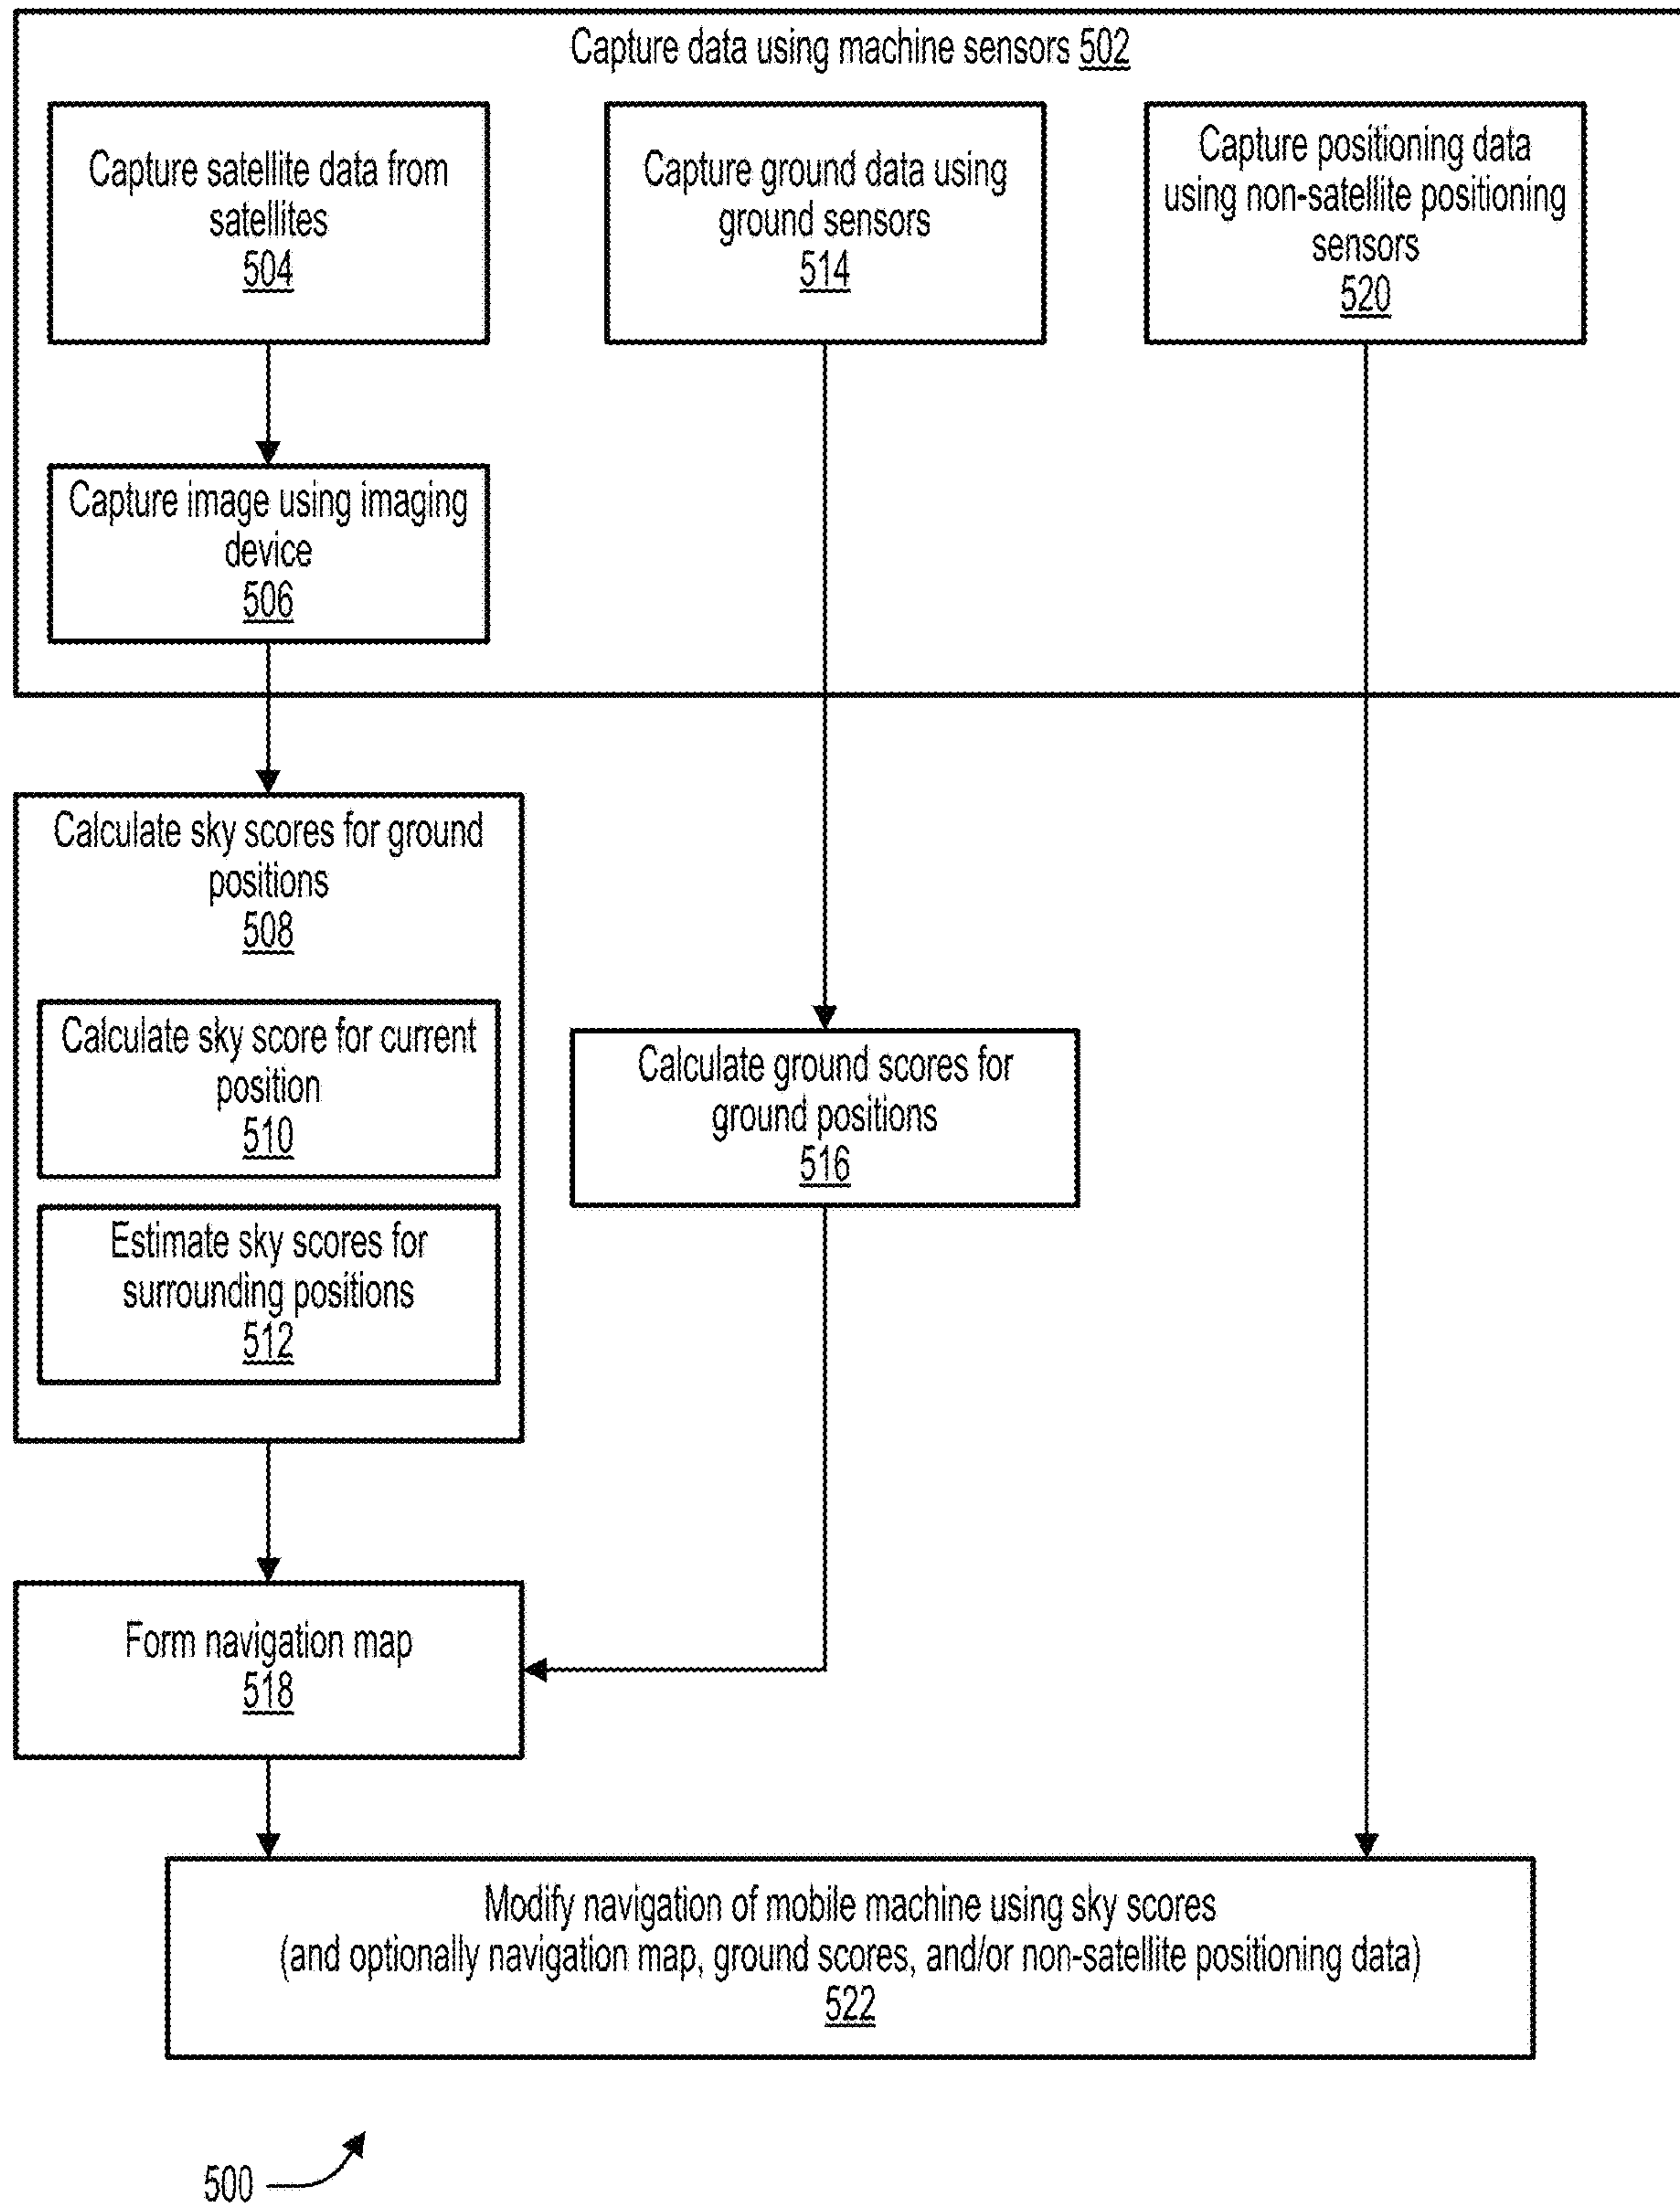 Capture data using machine sensors 502
Capture satellite data from
satellites
504
Capture ground data using
ground sensors
514
Capture positioning data
using non-satellite positioning
sensors
520
Capture image using imaging
device
506
Calculate sky scores for ground
positions
508
Calculate sky score for current
position
510
Estimate sky scores for
surrounding positions
512
Calculate ground scores for
ground positions
516
Form navigation map
518
Modify navigation of mobile machine using sky scores
(and optionally navigation map, ground scores, and/or non-satellite positioning data)
522
500